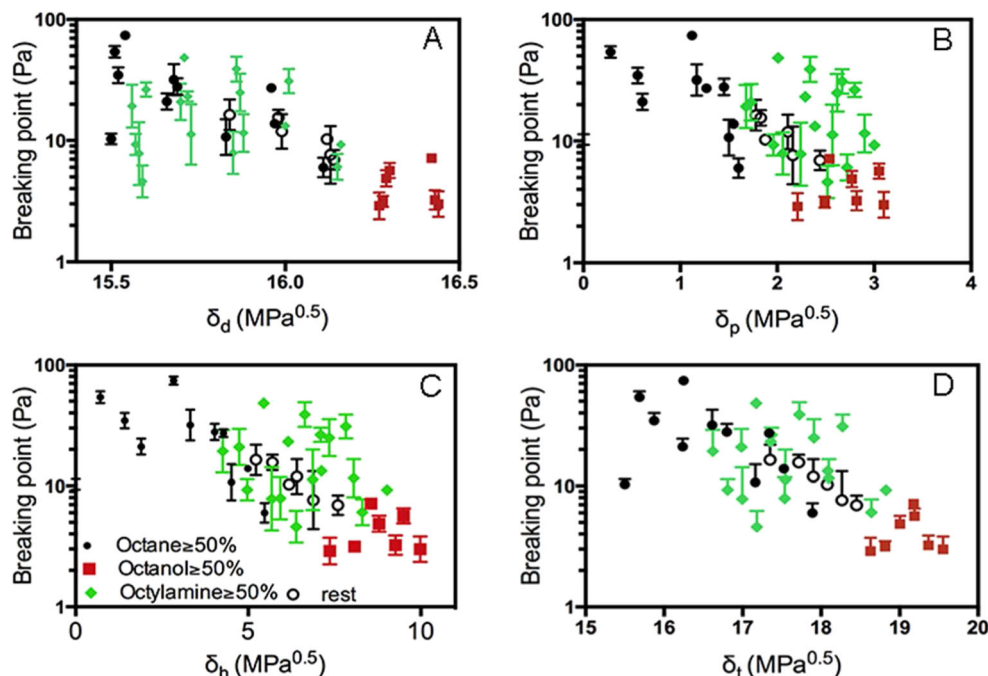 A
Breaking point (Pa)
100
10
1
15.5 16.0 16.5
δd (MPa0.5)
B
Breaking point (Pa)
100
10
1
0 1 2 3 4
δp (MPa0.5)
C
Breaking point (Pa)
100
10
1
Octane≥50%
Octanol≥50%
Octylamine≥50% rest
0 5 10
δh (MPa0.5)
D
Breaking point (Pa)
100
10
1
15 16 17 18 19 20
δt (MPa0.5)